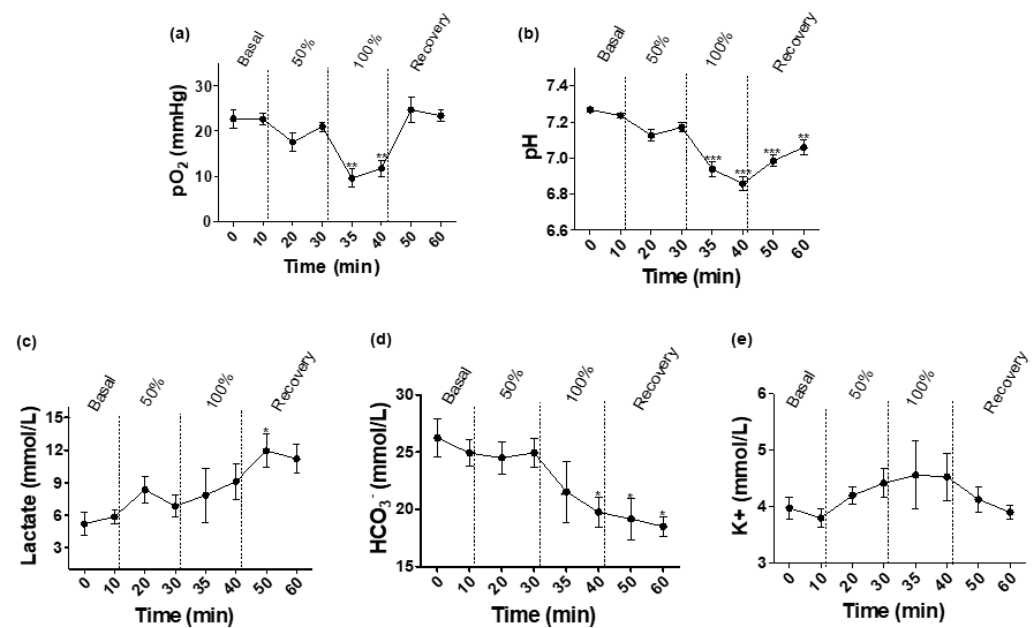 (a)
Basal
50%
100%
Recovery
pO2 (mmHg)
30
20
10
0
**
**
0 10 20 30 35 40 50 60
Time (min)
(b)
Basal
50%
100%
Recovery
pH
7.4
7.2
7.0
6.8
6.6
***
***
***
**
0 10 20 30 35 40 50 60
Time (min)
(c)
Basal
50%
100%
Recovery
Lactate (mmol/L)
15
12
9
6
3
*
0 10 20 30 35 40 50 60
Time (min)
(d)
Basal
50%
100%
Recovery
HCO3- (mmol/L)
30
25
20
15
*
*
*
0 10 20 30 35 40 50 60
Time (min)
(e)
Basal
50%
100%
Recovery
K+ (mmol/L)
6
5
4
3
0 10 20 30 35 40 50 60
Time (min)